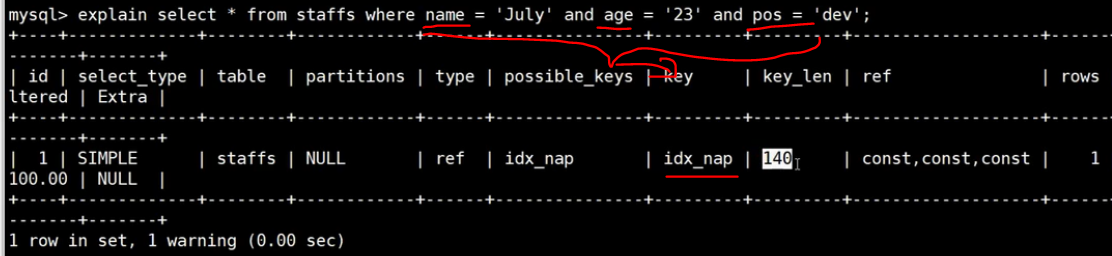 mysql> explain select * from staffs where name = 'July' and age = '23' and pos = 'dev';
+----+-------------+--------+------------+------+---------------+---------+---------+-------------------+------
-------+-------+
| id | select_type | table  | partitions | type | possible_keys | key     | key_len | ref               | rows
ltered | Extra |
+----+-------------+--------+------------+------+---------------+---------+---------+-------------------+------
-------+-------+
|  1 | SIMPLE      | staffs | NULL       | ref  | idx_nap       | idx_nap | 140     | const,const,const |    1
100.00 | NULL  |
+----+-------------+--------+------------+------+---------------+---------+---------+-------------------+------
-------+-------+
1 row in set, 1 warning (0.00 sec)